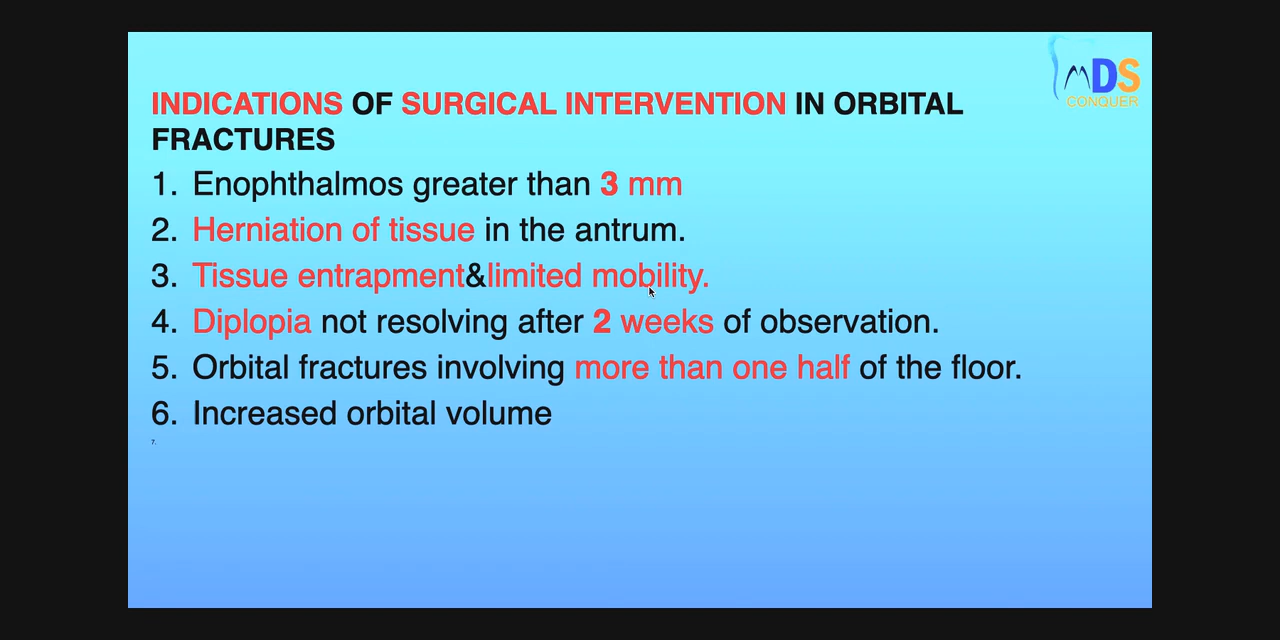 MDS
CONQUER
INDICATIONS OF SURGICAL INTERVENTION IN ORBITAL
FRACTURES
1. Enophthalmos greater than 3 mm
2. Herniation of tissue in the antrum.
3. Tissue entrapment&limited mobility.
4. Diplopia not resolving after 2 weeks of observation.
5. Orbital fractures involving more than one half of the floor.
6. Increased orbital volume
7.